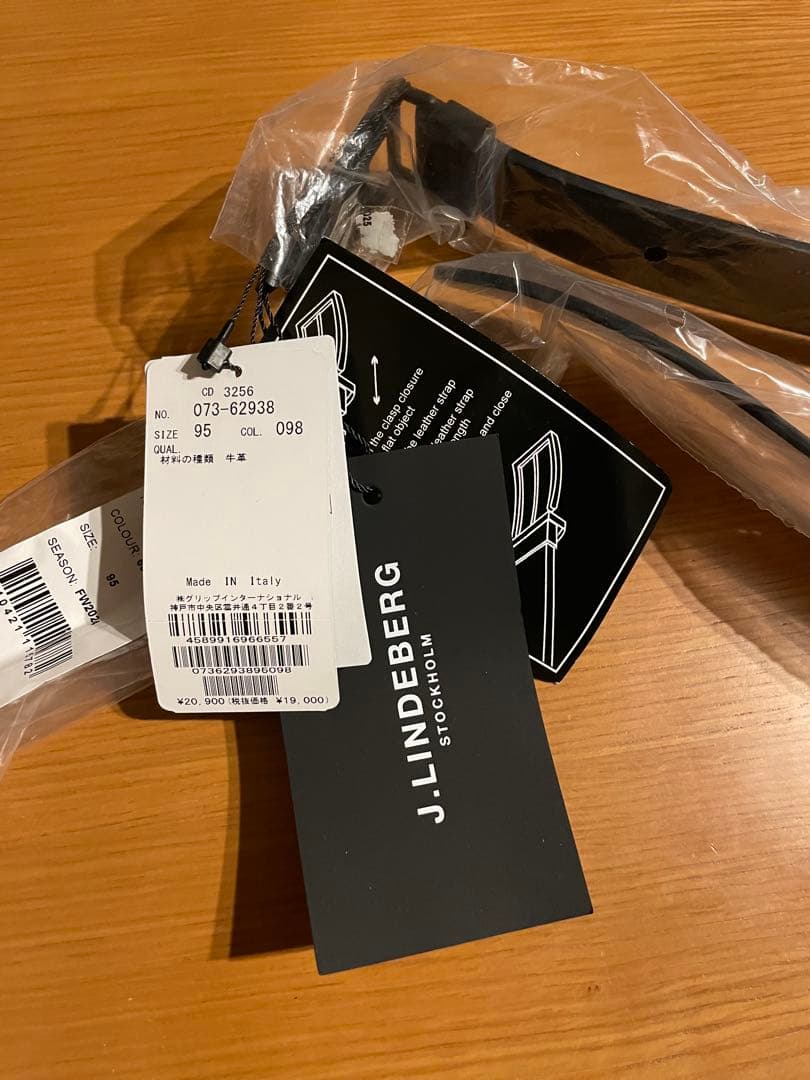 CD 3256
NO. 073-62938
SIZE 95 COL. 098
QUAL.
材料の種類 牛革
Made IN Italy
㈱グリップインターナショナル
神戸市中央区雲井通4丁目2番2号
4589916966557
0736293895098
¥20,900(税抜価格 ¥19,000)
J.LINDEBERG
STOCKHOLM
the clasp closure
flat object
leather strap
leather strap
and close
COLOUR:
SIZE: 95
SEASON: